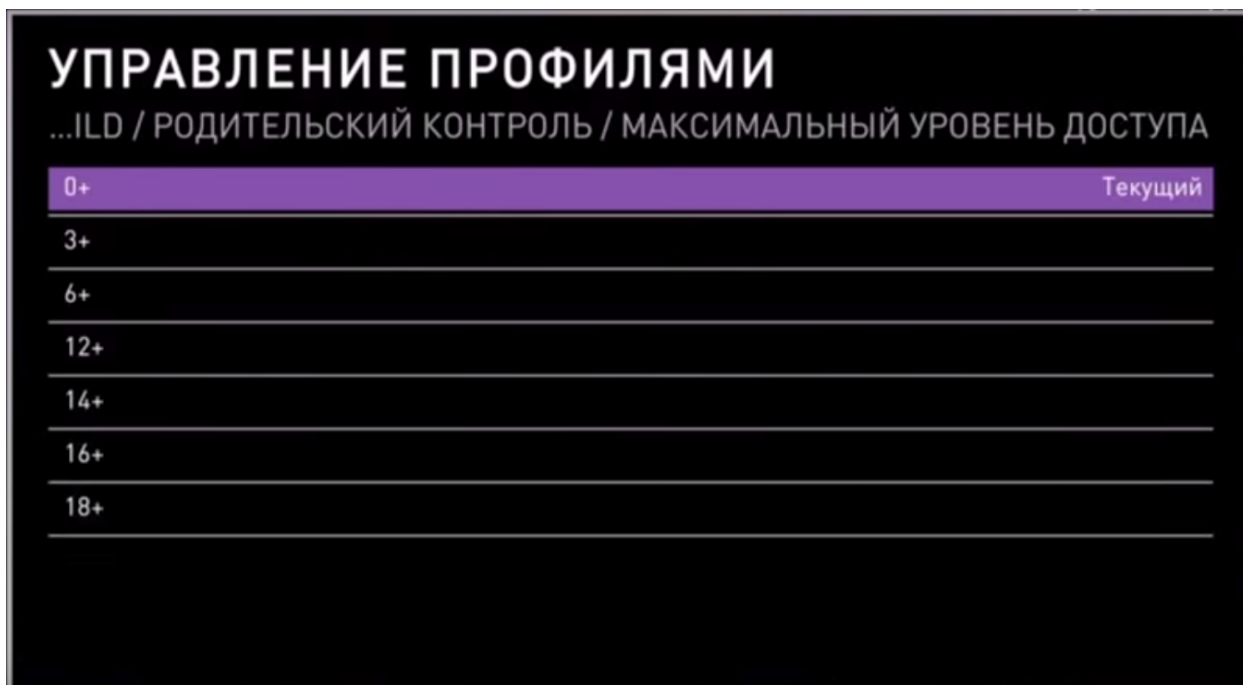 УПРАВЛЕНИЕ ПРОФИЛЯМИ
...ILD / РОДИТЕЛЬСКИЙ КОНТРОЛЬ / МАКСИМАЛЬНЫЙ УРОВЕНЬ ДОСТУПА
0+ Текущий
3+
6+
12+
14+
16+
18+